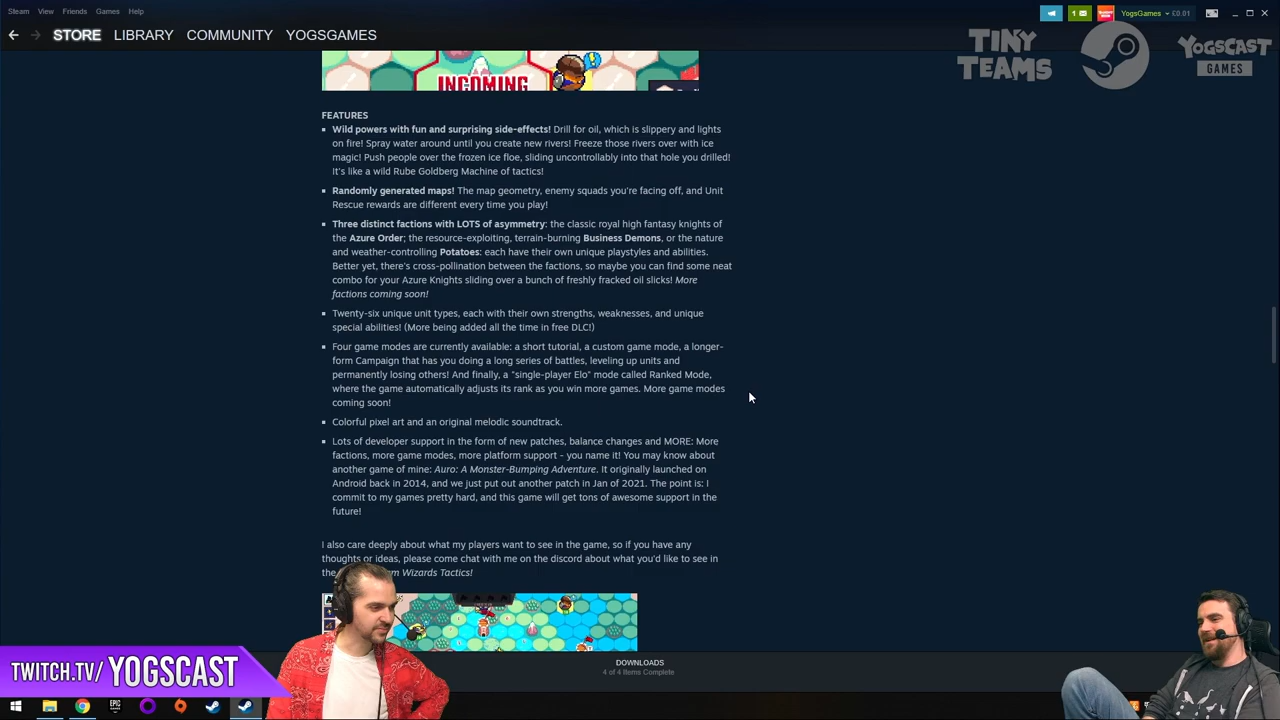 Steam View Friends Games Help
1 YogsGames £0.01
STORE LIBRARY COMMUNITY YOGSGAMES
TINY TEAMS
YOGSCAST GAMES
INCOMING
FEATURES
Wild powers with fun and surprising side-effects! Drill for oil, which is slippery and lights
on fire! Spray water around until you create new rivers! Freeze those rivers over with ice
magic! Push people over the frozen ice floe, sliding uncontrollably into that hole you drilled!
It's like a wild Rube Goldberg Machine of tactics!
Randomly generated maps! The map geometry, enemy squads you're facing off, and Unit
Rescue rewards are different every time you play!
Three distinct factions with LOTS of asymmetry: the classic royal high fantasy knights of
the Azure Order; the resource-exploiting, terrain-burning Business Demons, or the nature
and weather-controlling Potatoes: each have their own unique playstyles and abilities.
Better yet, there's cross-pollination between the factions, so maybe you can find some neat
combo for your Azure Knights sliding over a bunch of freshly fracked oil slicks! More
factions coming soon!
Twenty-six unique unit types, each with their own strengths, weaknesses, and unique
special abilities! (More being added all the time in free DLC!)
Four game modes are currently available: a short tutorial, a custom game mode, a longer-
form Campaign that has you doing a long series of battles, leveling up units and
permanently losing others! And finally, a "single-player Elo" mode called Ranked Mode,
where the game automatically adjusts its rank as you win more games. More game modes
coming soon!
Colorful pixel art and an original melodic soundtrack.
Lots of developer support in the form of new patches, balance changes and MORE: More
factions, more game modes, more platform support - you name it! You may know about
another game of mine: Auro: A Monster-Bumping Adventure. It originally launched on
Android back in 2014, and we just put out another patch in Jan of 2021. The point is: I
commit to my games pretty hard, and this game will get tons of awesome support in the
future!
I also care deeply about what my players want to see in the game, so if you have any
thoughts or ideas, please come chat with me on the discord about what you'd like to see in
the Wizards Tactics!
DOWNLOADS
4 of 4 Items Complete
TWITCH.TV/YOGSCAST
EPIC